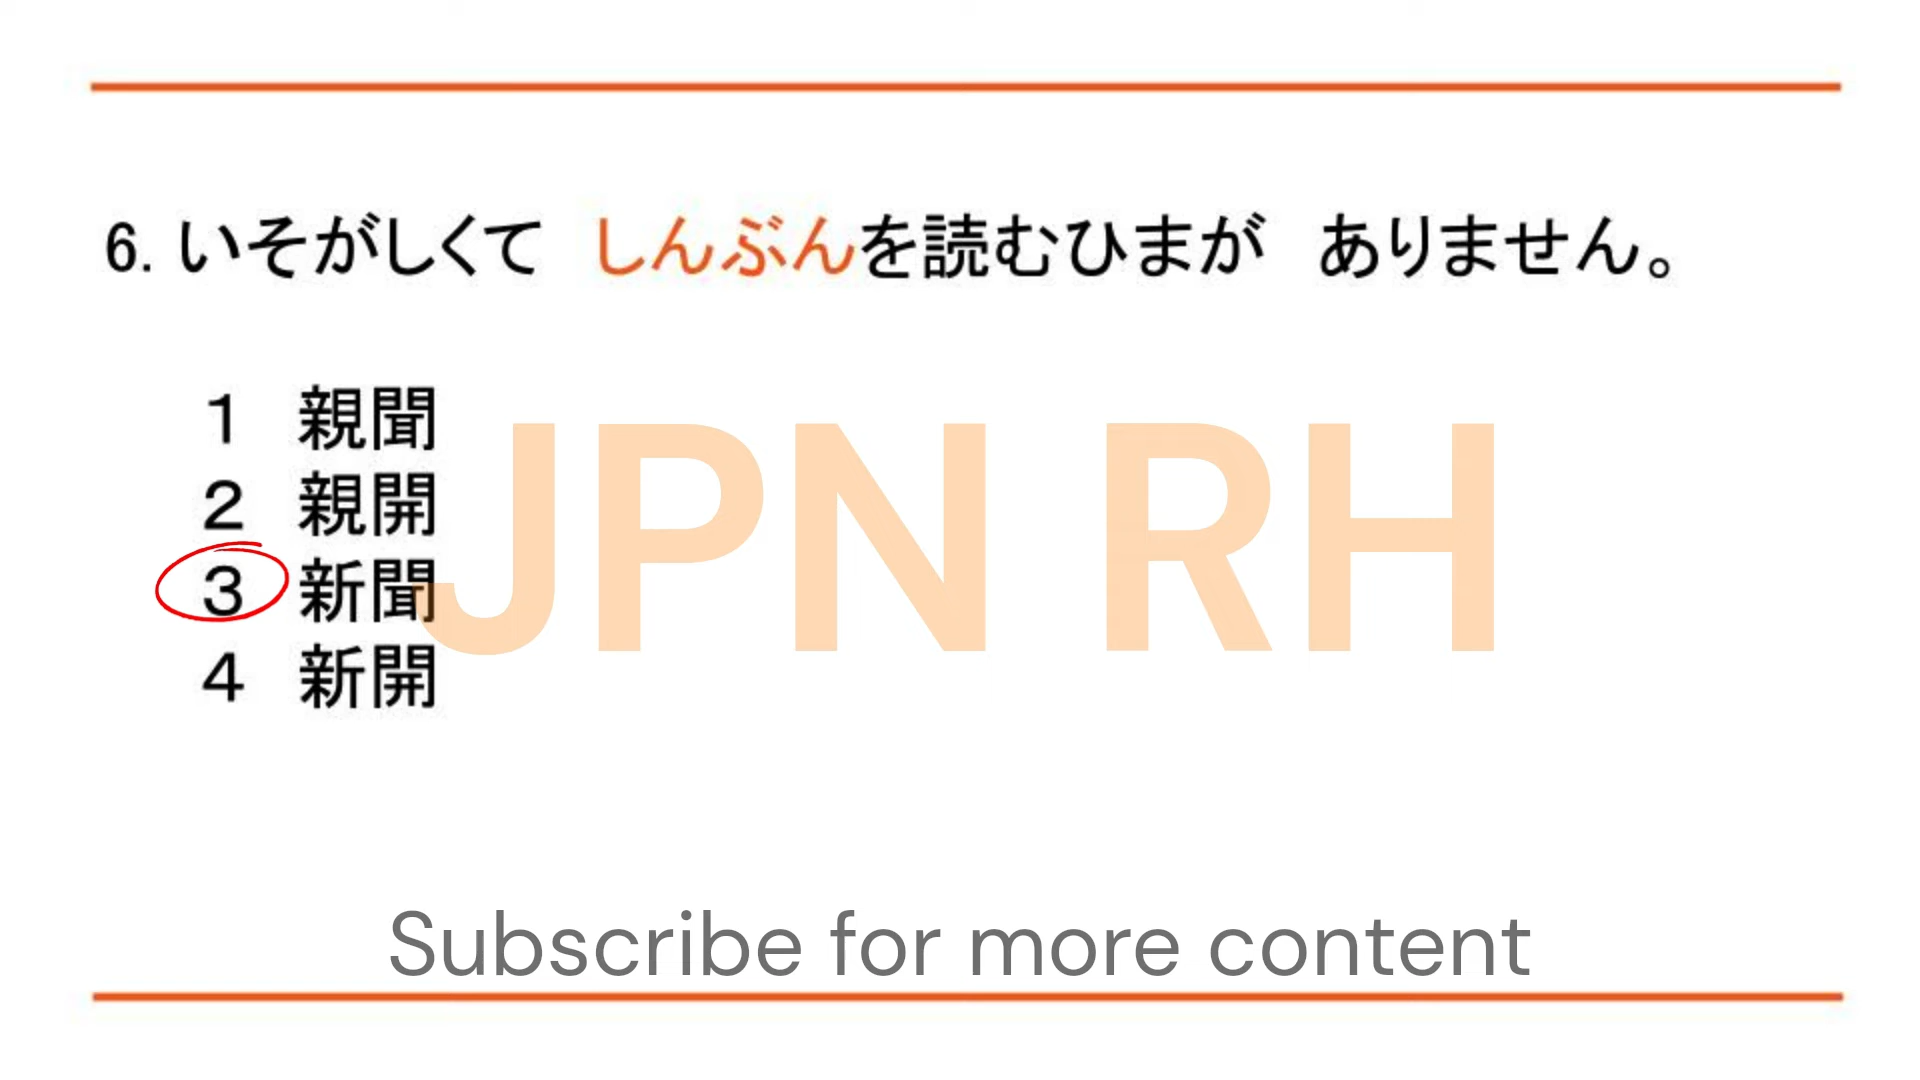 6. いそがしくて　しんぶんを読むひまが　ありません。
1　親聞
2　親開
3　新聞
4　新開
JPN RH
Subscribe for more content